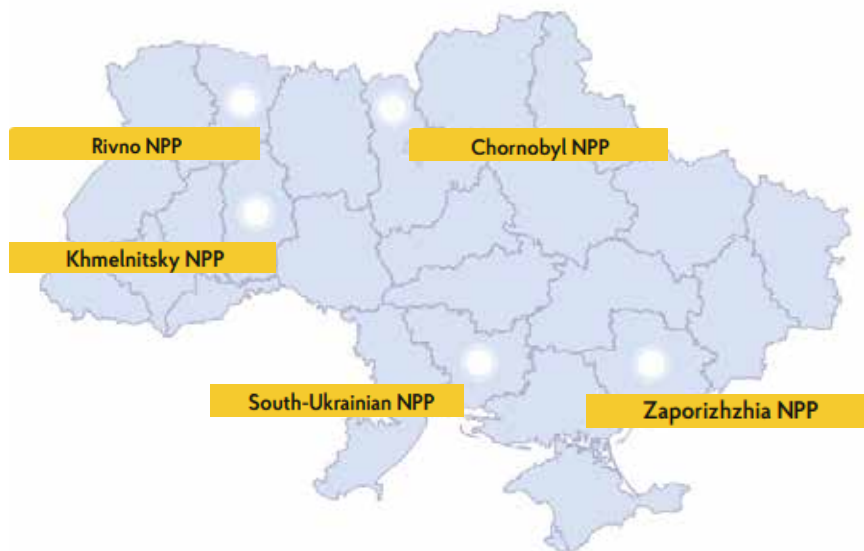 Rivno NPP
Chornobyl NPP
Khmelnitsky NPP
South-Ukrainian NPP
Zaporizhzhia NPP